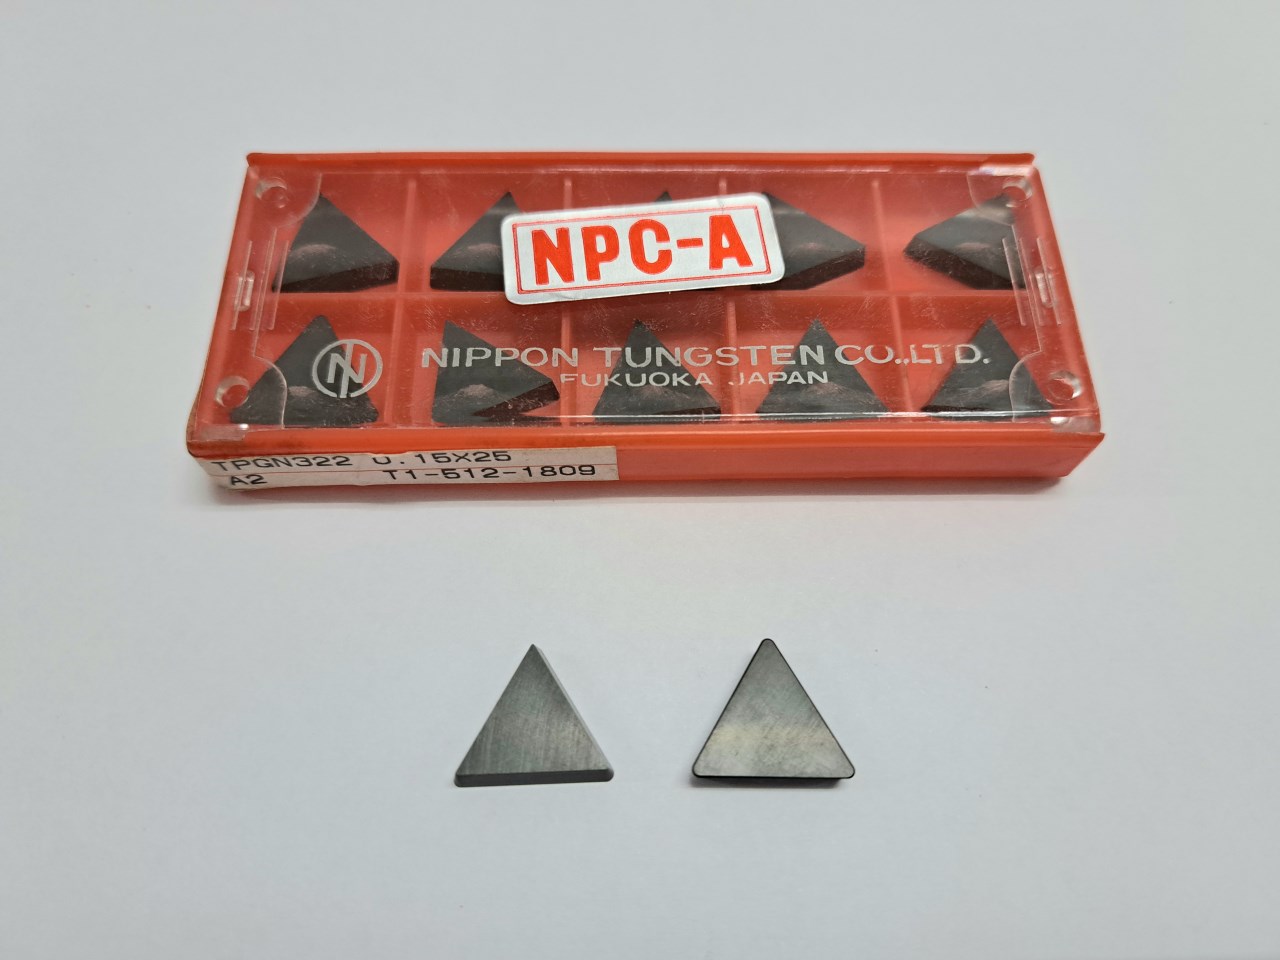 NPC-A
NIPPON TUNGSTEN CO.,LTD.
FUKUOKA JAPAN
TPGN322 0.15X25
A2 T1-512-1809